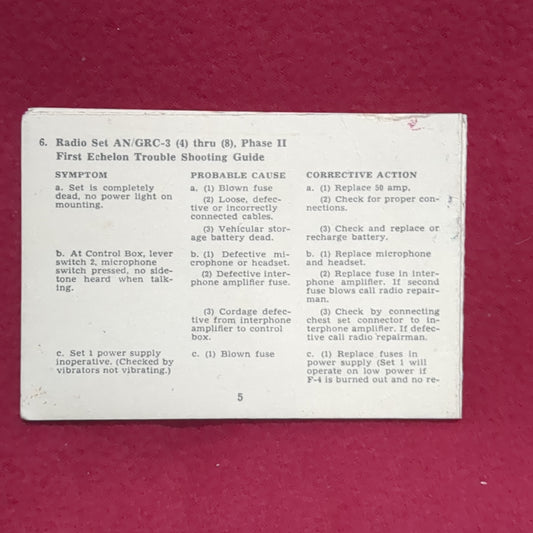 6. Radio Set AN/GRC-3 (4) thru (8), Phase II
First Echelon Trouble Shooting Guide
SYMPTOM PROBABLE CAUSE CORRECTIVE ACTION
a. Set is completely
dead, no power light on
mounting.
a. (1) Blown fuse
(2) Loose, defec-
tive or incorrectly
connected cables.
(3) Vehicular stor-
age battery dead.
a. (1) Replace 50 amp.
(2) Check for proper con-
nections.
(3) Check and replace or
recharge battery.
b. At Control Box, lever
switch 2, microphone
switch pressed, no side-
tone heard when talk-
ing.
b. (1) Defective mi-
crophone or headset.
(2) Defective inter-
phone amplifier fuse.
(3) Cordage defec-
tive from interphone
amplifier to control
box.
b. (1) Replace microphone
and headset.
(2) Replace fuse in inter-
phone amplifier. If second
fuse blows call radio repair-
man.
(3) Check by connecting
chest set connector to in-
terphone amplifier. If defec-
tive call radio repairman.
c. Set 1 power supply
inoperative. (Checked by
vibrators not vibrating.)
c. (1) Blown fuse
c. (1) Replace fuses in
power supply (Set 1 will
operate on low power if
F-4 is burned out and no re-
5